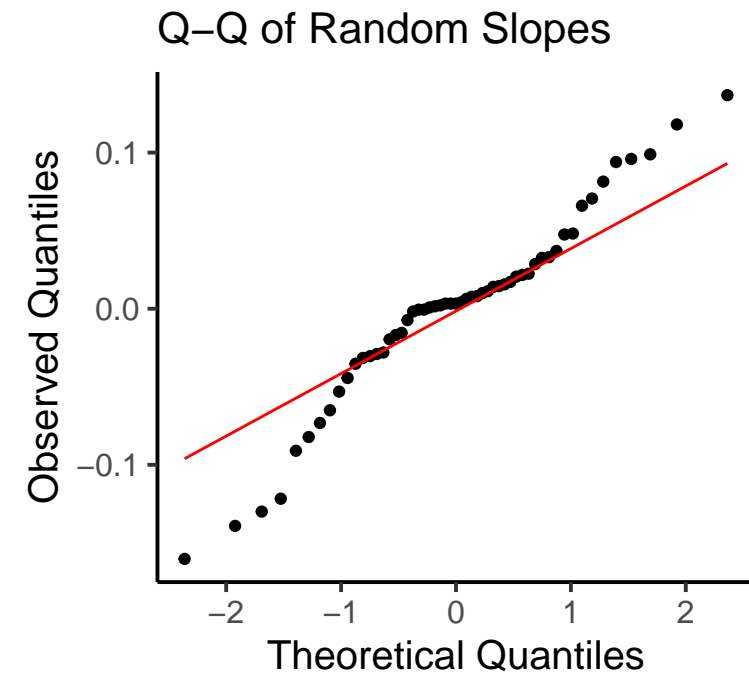 Q−Q of Random Slopes
Observed Quantiles
0.1
0.0
−0.1
−2 −1 0 1 2
Theoretical Quantiles